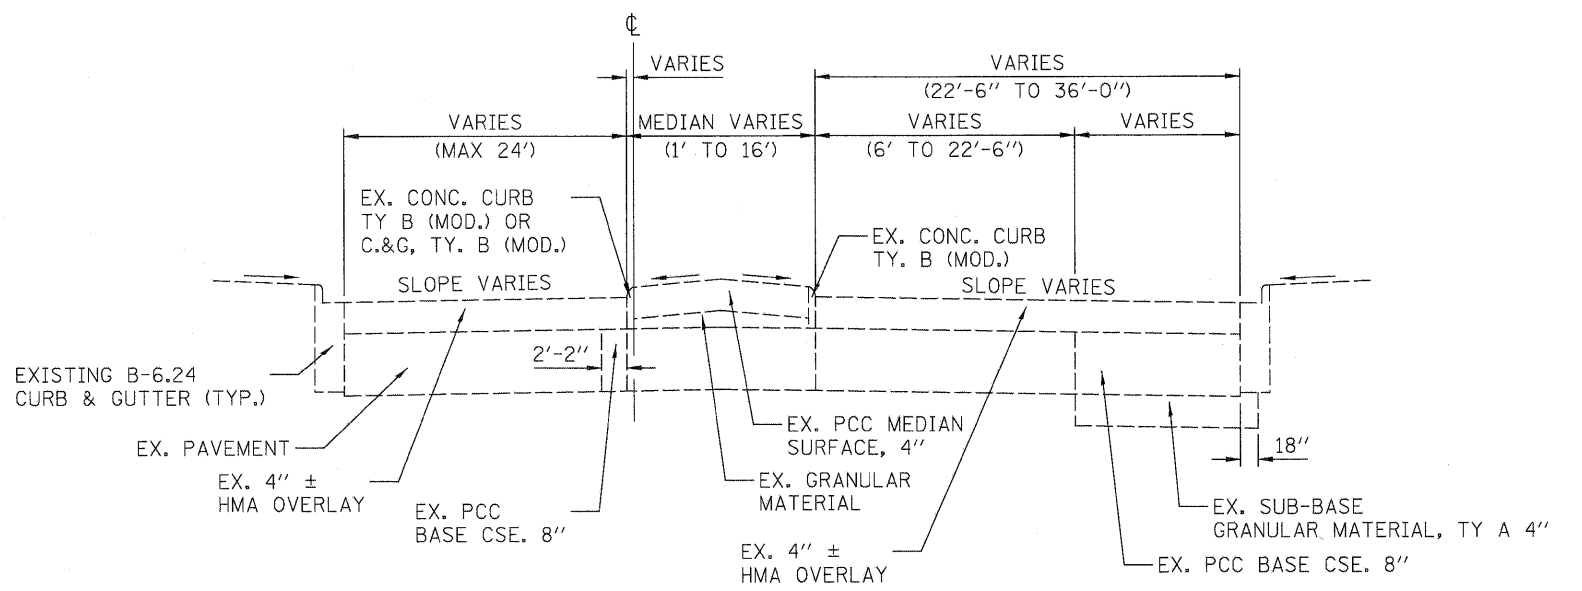 ℄
VARIES
VARIES
(22'-6" TO 36'-0")
VARIES
(MAX 24')
MEDIAN VARIES
(1' TO 16')
VARIES
(6' TO 22'-6")
VARIES
EX. CONC. CURB
TY B (MOD.) OR
C.&G, TY. B (MOD.)
EX. CONC. CURB
TY. B (MOD.)
SLOPE VARIES
SLOPE VARIES
2'-2"
EXISTING B-6.24
CURB & GUTTER (TYP.)
EX. PAVEMENT
EX. 4" ±
HMA OVERLAY
EX. PCC
BASE CSE. 8"
EX. PCC MEDIAN
SURFACE, 4"
EX. GRANULAR
MATERIAL
EX. 4" ±
HMA OVERLAY
18"
EX. SUB-BASE
GRANULAR MATERIAL, TY A 4"
EX. PCC BASE CSE. 8"